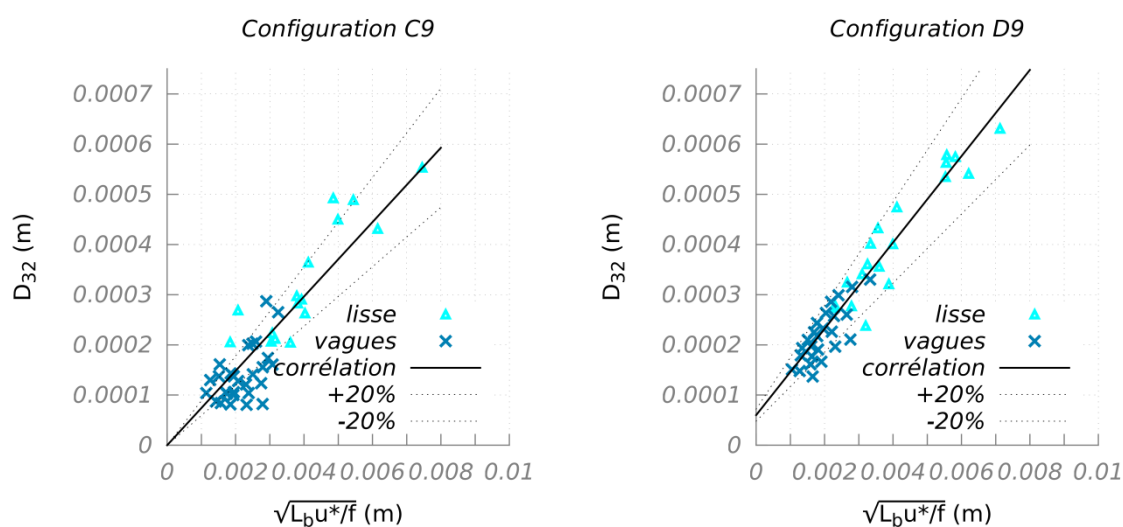 Configuration C9
D32 (m)
0.0007
0.0006
0.0005
0.0004
0.0003
0.0002
0.0001
0
lisse
vagues
corrélation
+20%
-20%
0 0.002 0.004 0.006 0.008 0.01
√Lbu*/f (m)
Configuration D9
D32 (m)
0.0007
0.0006
0.0005
0.0004
0.0003
0.0002
0.0001
0
lisse
vagues
corrélation
+20%
-20%
0 0.002 0.004 0.006 0.008 0.01
√Lbu*/f (m)